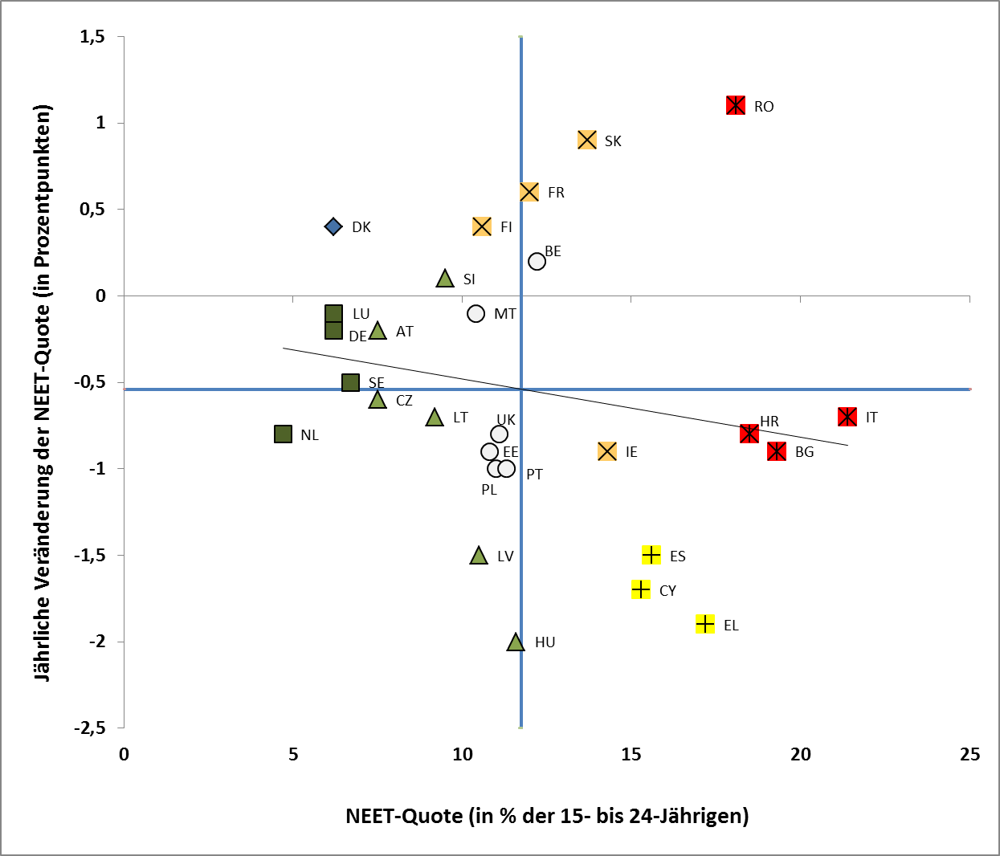 Jährliche Veränderung der NEET-Quote (in Prozentpunkten)
1,5
1
0,5
0
-0,5
-1
-1,5
-2
-2,5
RO
SK
FR
DK
FI
BE
SI
LU
MT
DE
AT
SE
CZ
LT
UK
HR
IT
NL
EE
IE
BG
PT
PL
LV
ES
CY
EL
HU
0
5
10
15
20
25
NEET-Quote (in % der 15- bis 24-Jährigen)